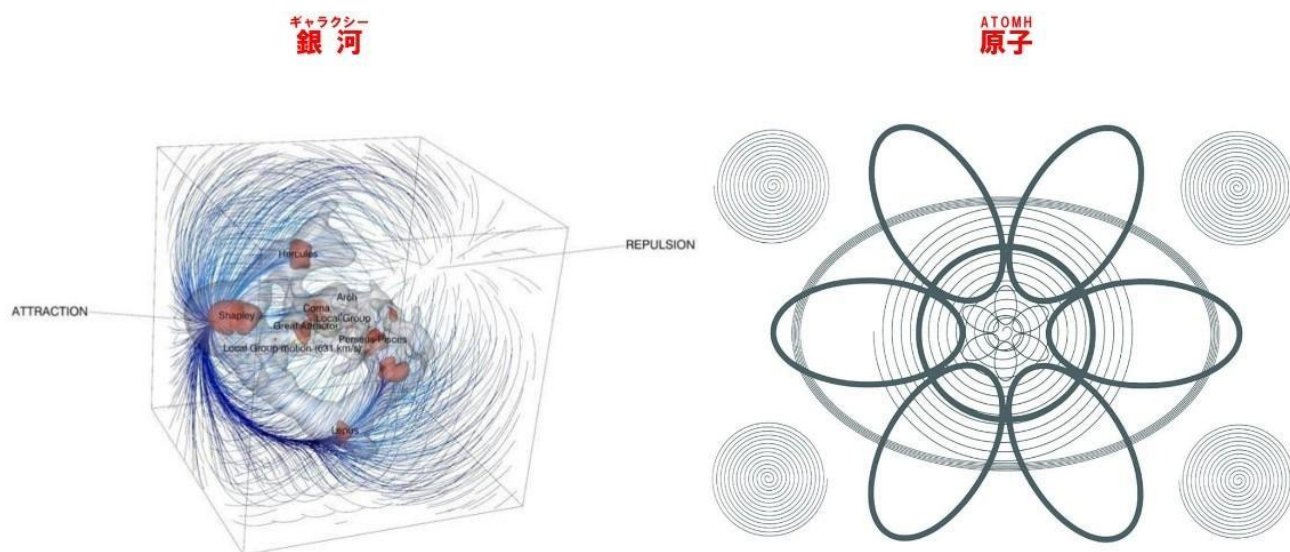 ギャラクシー
銀河
ATOMH
原子
REPULSION
Hercules
ATTRACTION
Arch
Shapley
Coma
Local Group
Great Attractor
Perseus-Pisces
Local Group motion (631 km/s)
Lepus